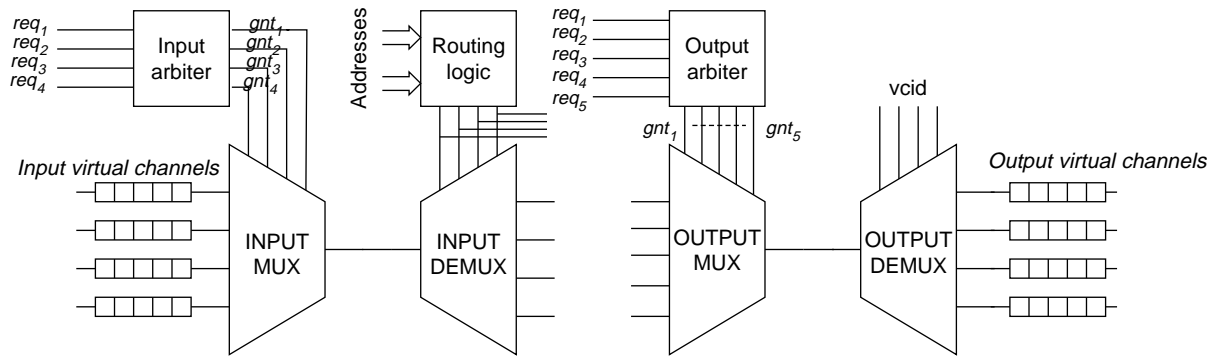 req1
req2
req3
req4
Input
arbiter
gnt1
gnt2
gnt3
gnt4
Addresses
Routing
logic
req1
req2
req3
req4
req5
Output
arbiter
gnt1
gnt5
vcid
Input virtual channels
INPUT
MUX
INPUT
DEMUX
OUTPUT
MUX
OUTPUT
DEMUX
Output virtual channels